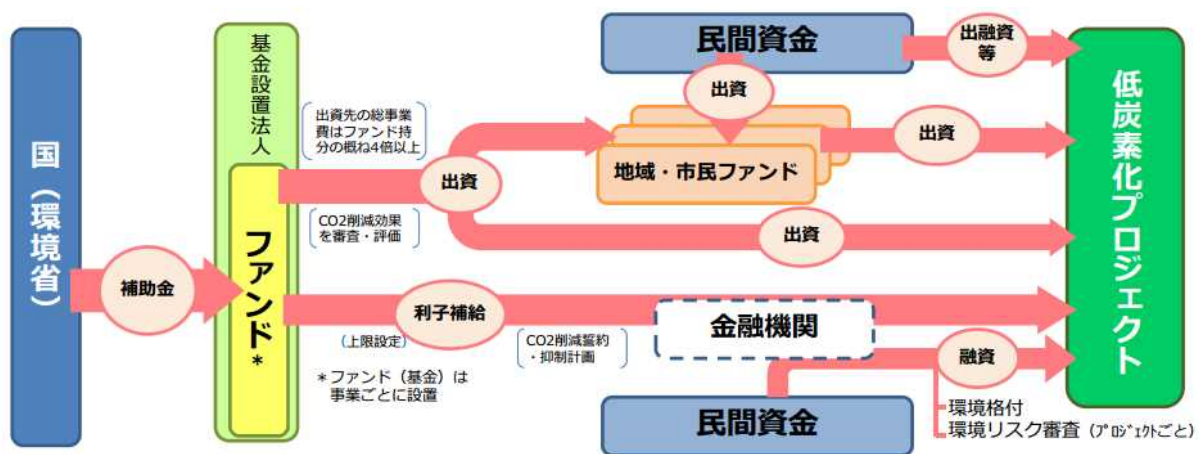 国（環境省）
補助金
基金設置法人
ファンド*
出資先の総事業
費はファンド持
分の概ね4倍以上
出資
CO2削減効果
を審査・評価
民間資金
出融資
等
出資
地域・市民ファンド
出資
出資
利子補給
（上限設定）
CO2削減誓約
・抑制計画
金融機関
＊ファンド（基金）は
事業ごとに設置
民間資金
融資
環境格付
環境リスク審査（ﾌﾟﾛｼﾞｪｸﾄごと）
低炭素化プロジェクト